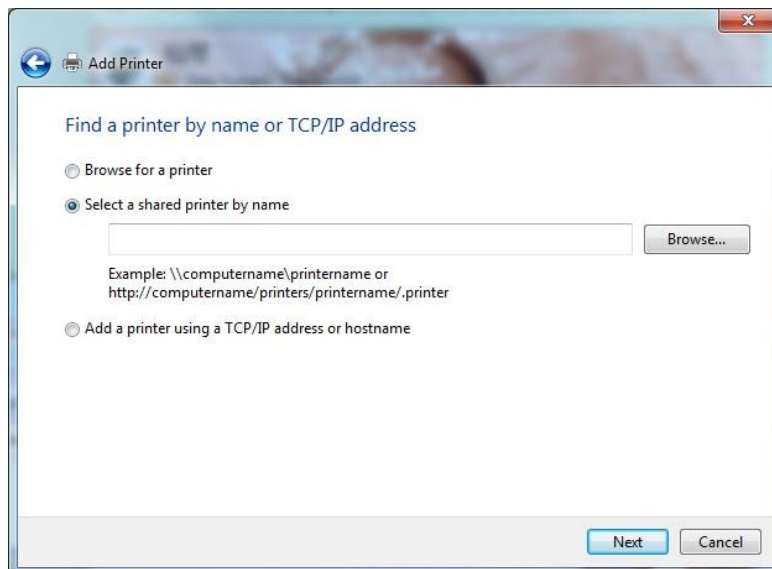 Add Printer
Find a printer by name or TCP/IP address
Browse for a printer
Select a shared printer by name
Browse...
Example: \\computername\printername or
http://computername/printers/printername/.printer
Add a printer using a TCP/IP address or hostname
Next
Cancel